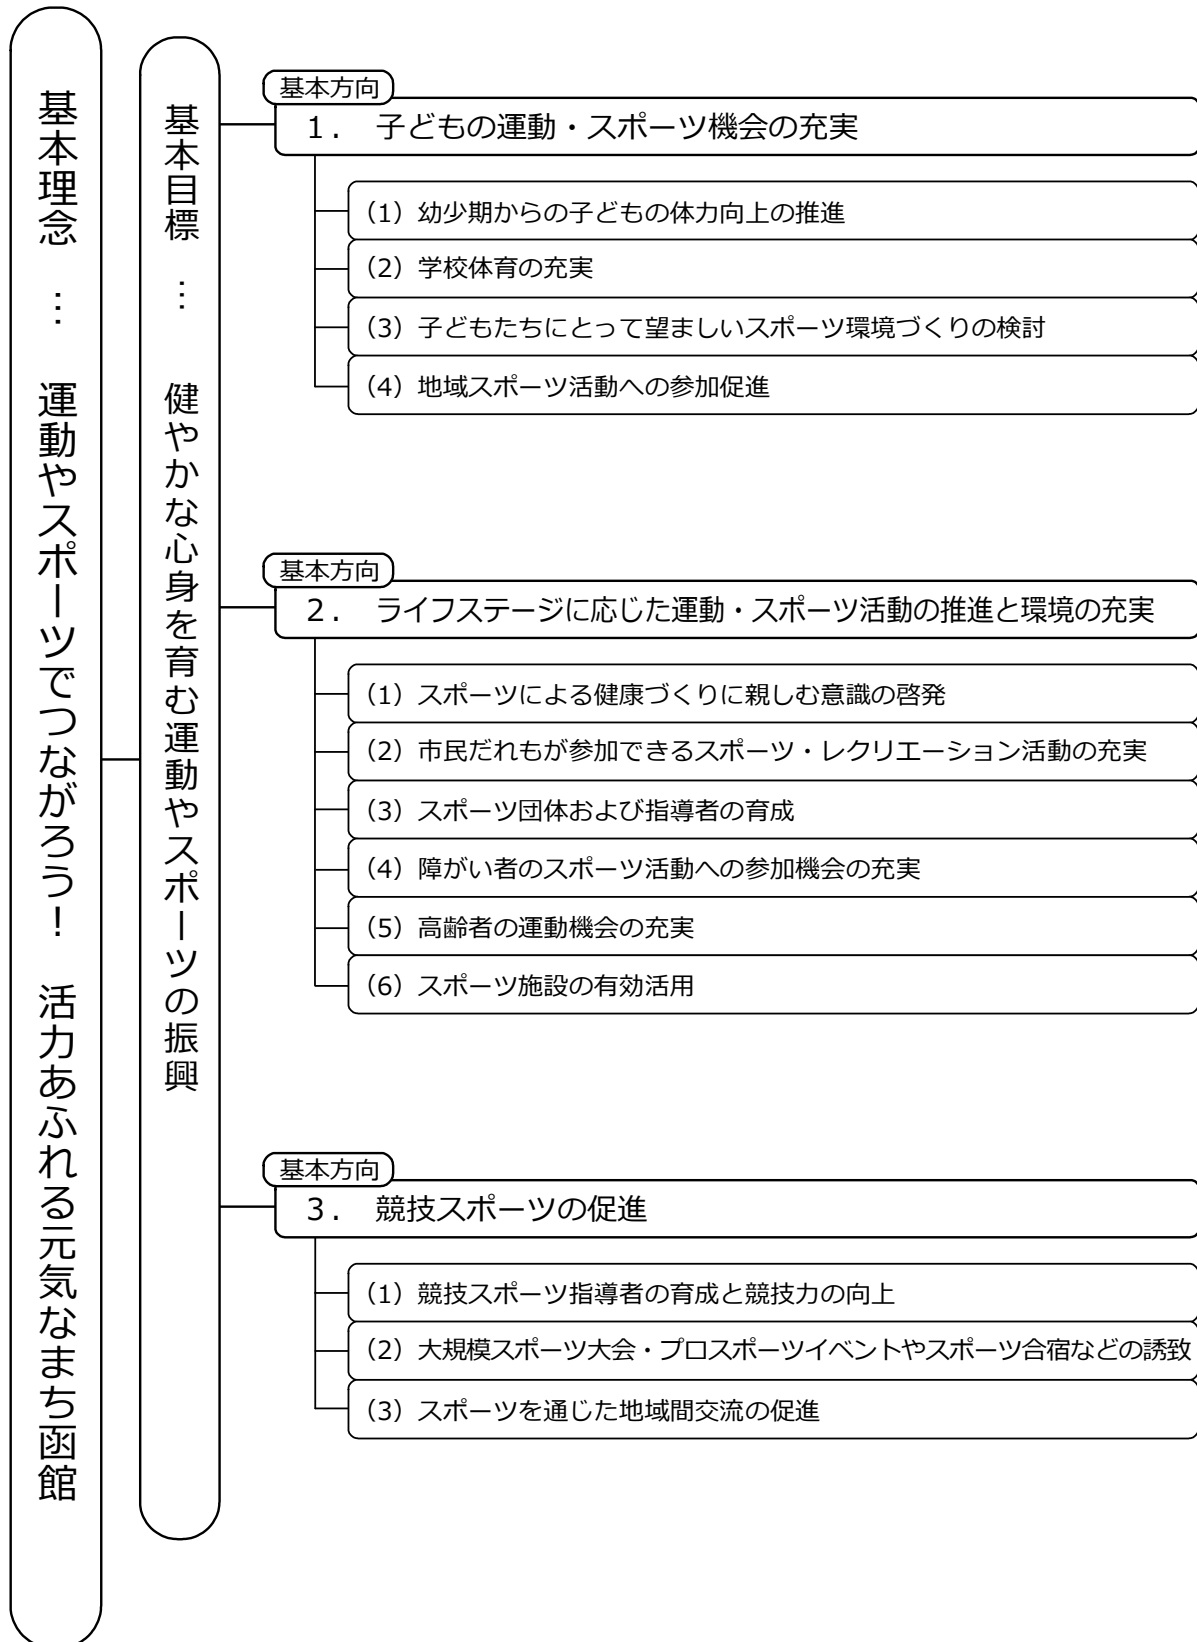 基本理念 … 運動やスポーツでつながろう！ 活力あふれる元気なまち函館
基本目標 … 健やかな心身を育む運動やスポーツの振興
基本方向
１． 子どもの運動・スポーツ機会の充実
（1）幼少期からの子どもの体力向上の推進
（2）学校体育の充実
（3）子どもたちにとって望ましいスポーツ環境づくりの検討
（4）地域スポーツ活動への参加促進
基本方向
２． ライフステージに応じた運動・スポーツ活動の推進と環境の充実
（1）スポーツによる健康づくりに親しむ意識の啓発
（2）市民だれもが参加できるスポーツ・レクリエーション活動の充実
（3）スポーツ団体および指導者の育成
（4）障がい者のスポーツ活動への参加機会の充実
（5）高齢者の運動機会の充実
（6）スポーツ施設の有効活用
基本方向
３． 競技スポーツの促進
（1）競技スポーツ指導者の育成と競技力の向上
（2）大規模スポーツ大会・プロスポーツイベントやスポーツ合宿などの誘致
（3）スポーツを通じた地域間交流の促進